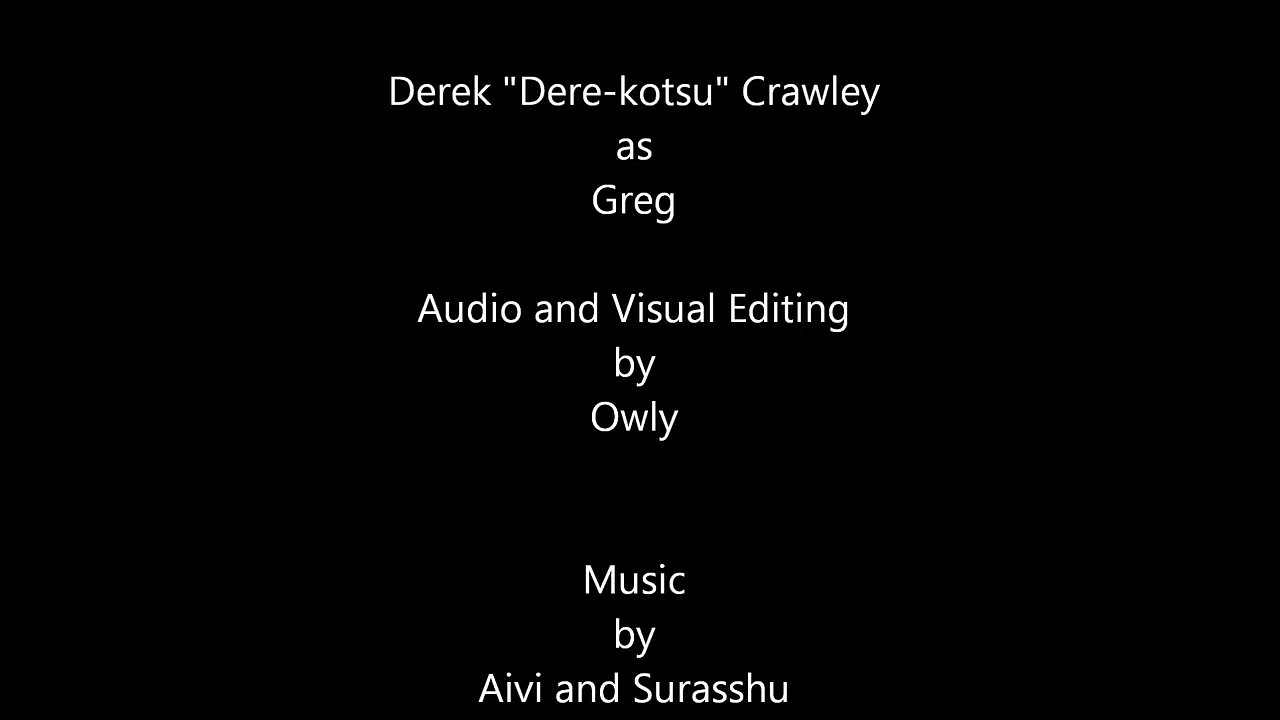 Derek "Dere-kotsu" Crawley
as
Greg
Audio and Visual Editing
by
Owly
Music
by
Aivi and Surasshu